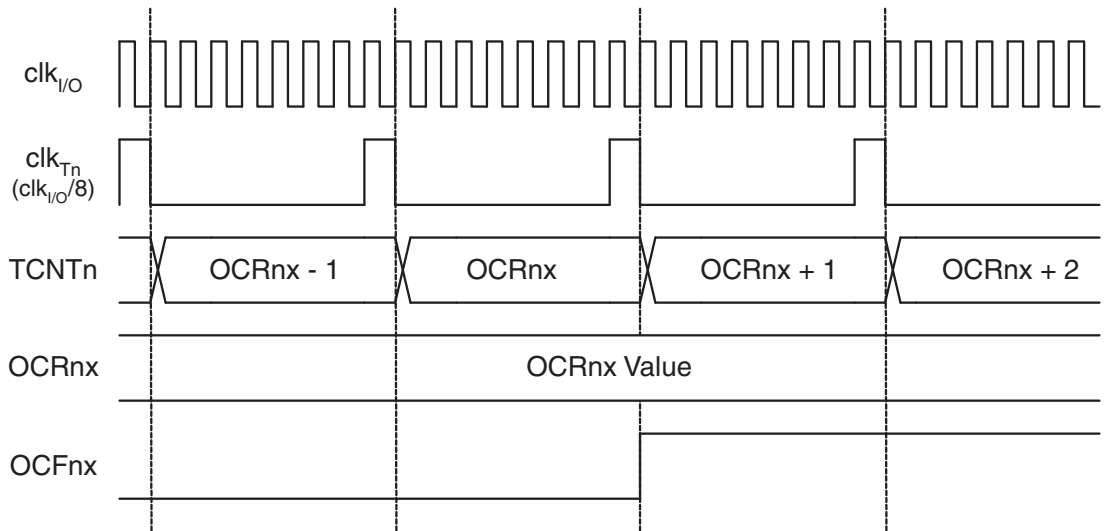 clkI/O
clkTn
(clkI/O/8)
TCNTn OCRnx - 1 OCRnx OCRnx + 1 OCRnx + 2
OCRnx OCRnx Value
OCFnx